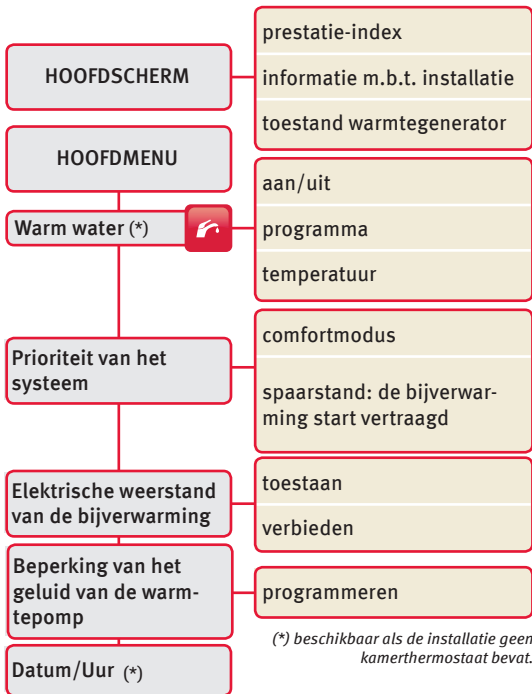 HOOFDSCHERM
prestatie-index
informatie m.b.t. installatie
toestand warmtegenerator
HOOFDMENU
Warm water (*)
aan/uit
programma
temperatuur
Prioriteit van het
systeem
comfortmodus
spaarstand: de bijverwar-
ming start vertraagd
Elektrische weerstand
van de bijverwarming
toestaan
verbieden
Beperking van het
geluid van de warm-
tepomp
programmeren
(*) beschikbaar als de installatie geen
kamerthermostaat bevat.
Datum/Uur (*)